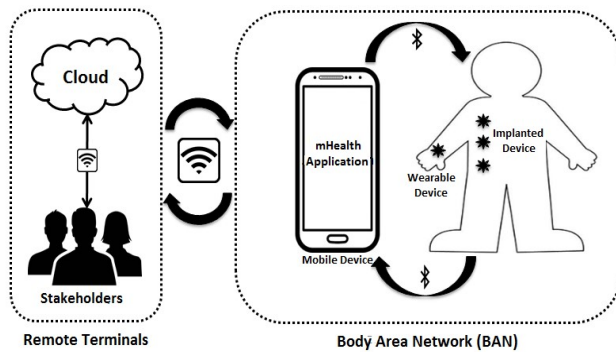 Cloud
Stakeholders
Remote Terminals
mHealth
Application
Mobile Device
Implanted
Device
Wearable
Device
Body Area Network (BAN)